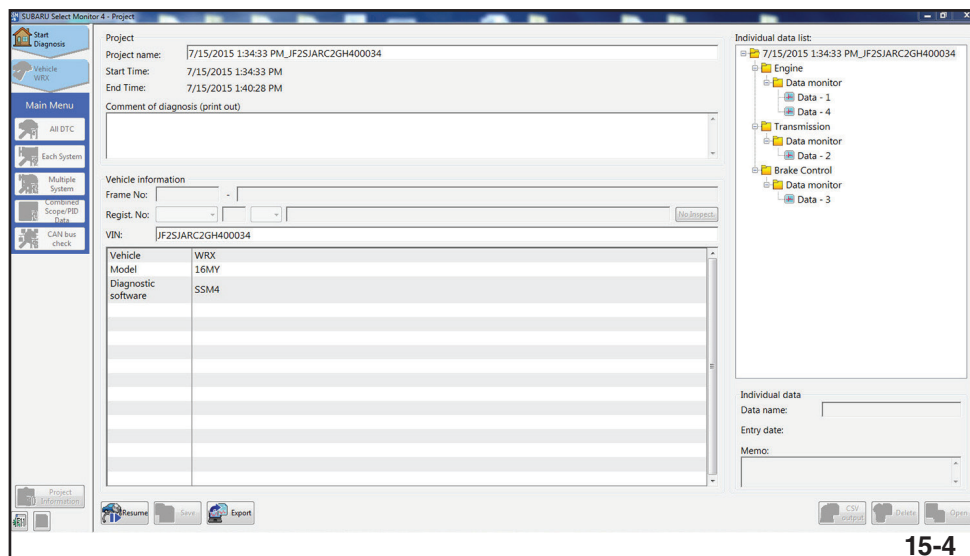 SUBARU Select Monitor 4 - Project
Start
Diagnosis
Vehicle
WRX
Main Menu
All DTC
Each System
Multiple
System
Combined
Scope/PID
Data
CAN bus
check
Project
Information
Project
Project name: 7/15/2015 1:34:33 PM_JF2SJARC2GH400034
Start Time: 7/15/2015 1:34:33 PM
End Time: 7/15/2015 1:40:28 PM
Comment of diagnosis (print out)
Vehicle information
Frame No: -
Regist. No: No Inspect.
VIN: JF2SJARC2GH400034
Vehicle WRX
Model 16MY
Diagnostic
software SSM4
Resume Save Export
Individual data list:
7/15/2015 1:34:33 PM_JF2SJARC2GH400034
Engine
Data monitor
Data - 1
Data - 4
Transmission
Data monitor
Data - 2
Brake Control
Data monitor
Data - 3
Individual data
Data name:
Entry date:
Memo:
CSV
output Delete Open
15-4